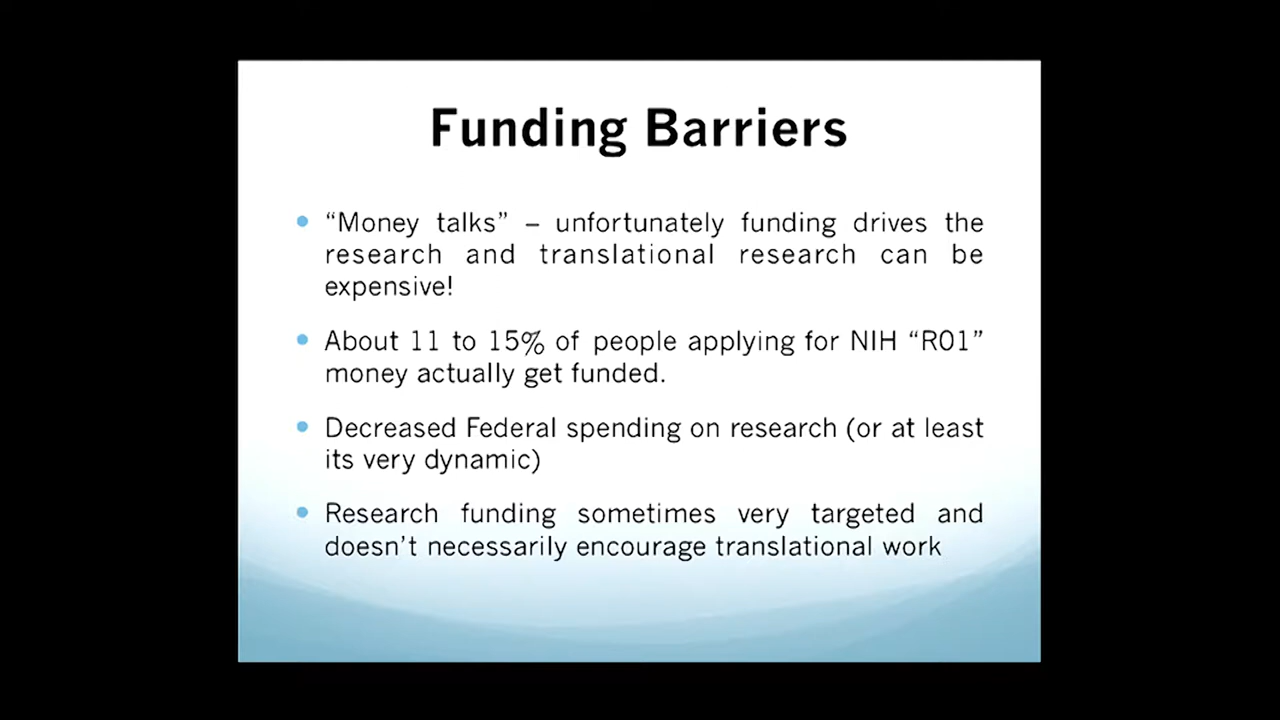 Funding Barriers
• “Money talks” – unfortunately funding drives the
research and translational research can be
expensive!
• About 11 to 15% of people applying for NIH “R01”
money actually get funded.
• Decreased Federal spending on research (or at least
its very dynamic)
• Research funding sometimes very targeted and
doesn’t necessarily encourage translational work